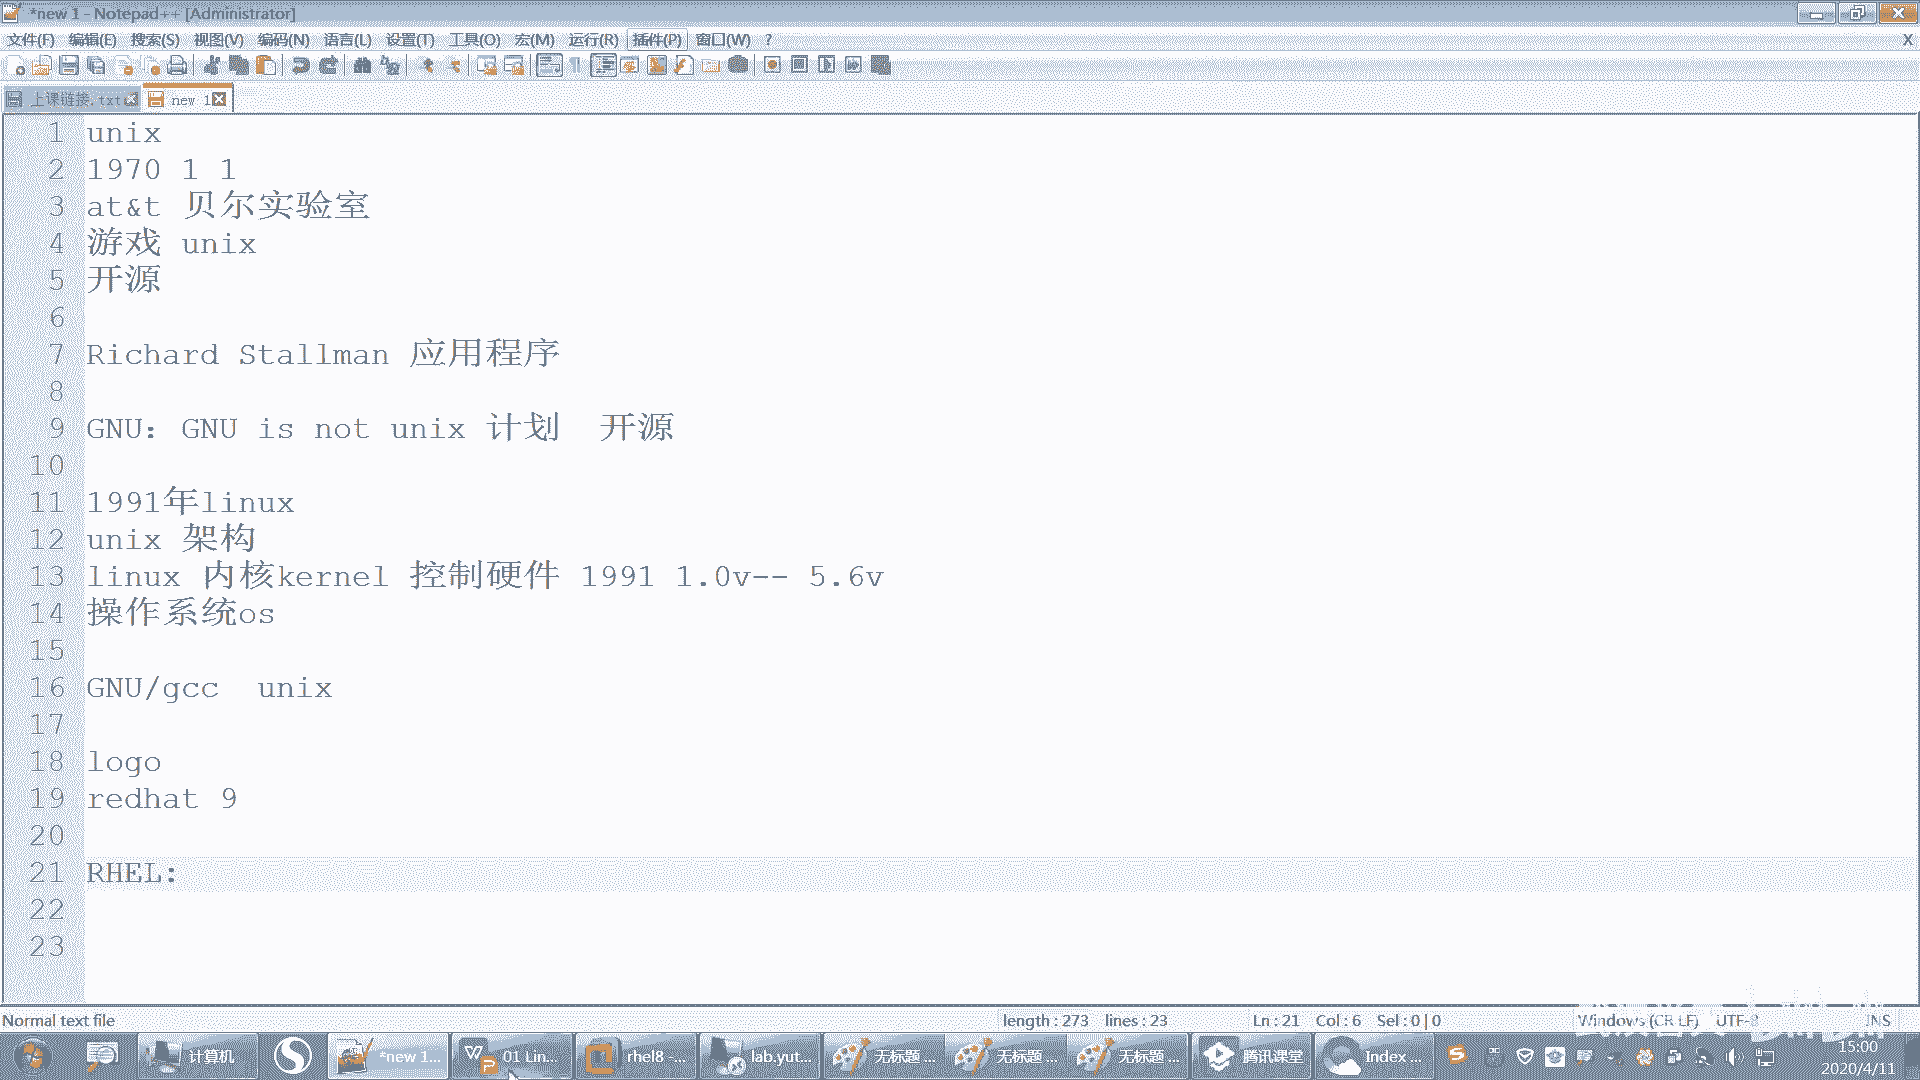 *new 1 - Notepad++ [Administrator]
文件(F) 编辑(E) 搜索(S) 视图(V) 编码(N) 语言(L) 设置(T) 工具(O) 宏(M) 运行(R) 插件(P) 窗口(W) ? X
上课链接.txt new 1
1 unix
2 1970 1 1
3 at&t 贝尔实验室
4 游戏 unix
5 开源
6
7 Richard Stallman 应用程序
8
9 GNU: GNU is not unix 计划 开源
10
11 1991年linux
12 unix 架构
13 linux 内核kernel 控制硬件 1991 1.0v-- 5.6v
14 操作系统os
15
16 GNU/gcc unix
17
18 logo
19 redhat 9
20
21 RHEL:
22
23
Normal text file length : 273 lines : 23 Ln : 21 Col : 6 Sel : 0 | 0 Windows (CR LF) UTF-8 INS
计算机 *new 1... 01 Lin... rhel8 -... lab.yut... 无标题 ... 无标题 ... 无标题 ... 腾讯课堂 Index ... 15:00
2020/4/11